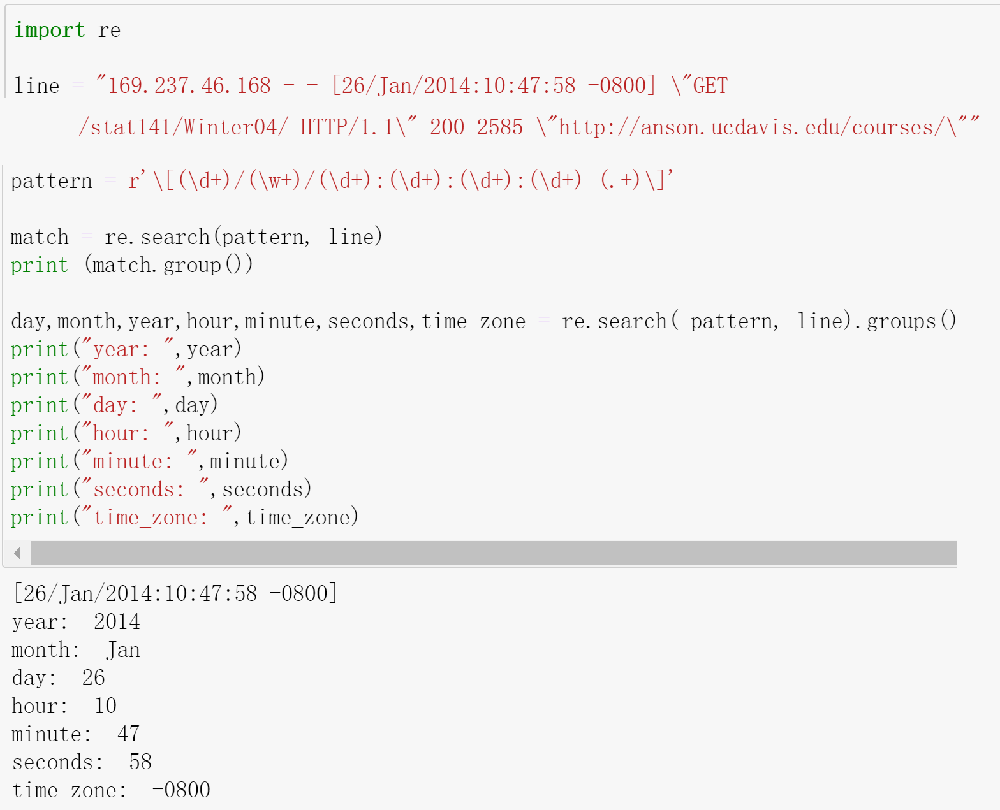 import re
line = "169.237.46.168 - - [26/Jan/2014:10:47:58 -0800] \"GET
/stat141/Winter04/ HTTP/1.1\" 200 2585 \"http://anson.ucdavis.edu/courses/\""
pattern = r'\[(\d+)/(\w+)/(\d+):(\d+):(\d+):(\d+) (.+)\]'
match = re.search(pattern, line)
print (match.group())
day,month,year,hour,minute,seconds,time_zone = re.search( pattern, line).groups()
print("year: ",year)
print("month: ",month)
print("day: ",day)
print("hour: ",hour)
print("minute: ",minute)
print("seconds: ",seconds)
print("time_zone: ",time_zone)
[26/Jan/2014:10:47:58 -0800]
year:  2014
month:  Jan
day:  26
hour:  10
minute:  47
seconds:  58
time_zone:  -0800